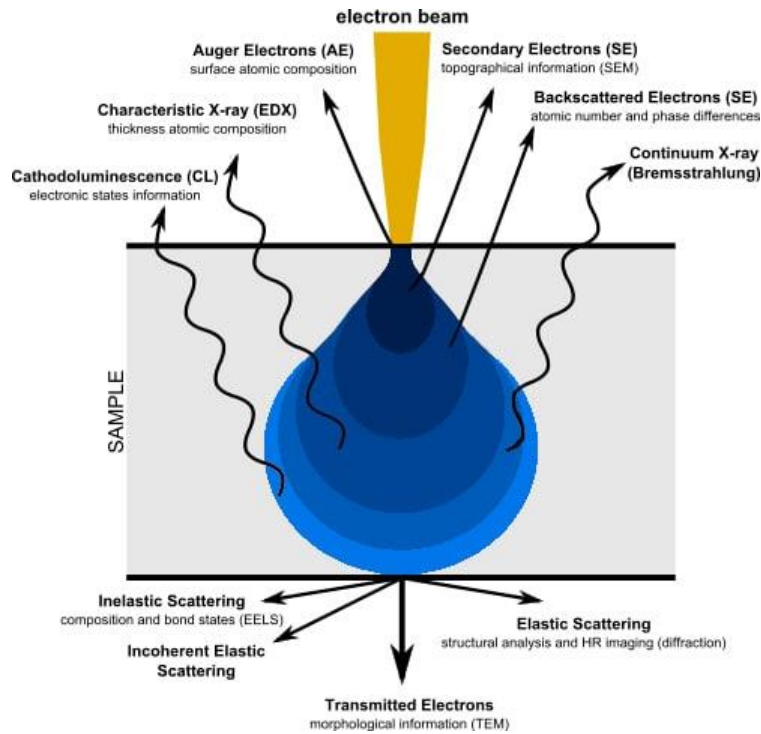 electron beam
Auger Electrons (AE)
surface atomic composition
Secondary Electrons (SE)
topographical information (SEM)
Characteristic X-ray (EDX)
thickness atomic composition
Backscattered Electrons (SE)
atomic number and phase differences
Cathodoluminescence (CL)
electronic states information
Continuum X-ray
(Bremsstrahlung)
SAMPLE
Inelastic Scattering
composition and bond states (EELS)
Incoherent Elastic
Scattering
Elastic Scattering
structural analysis and HR imaging (diffraction)
Transmitted Electrons
morphological information (TEM)